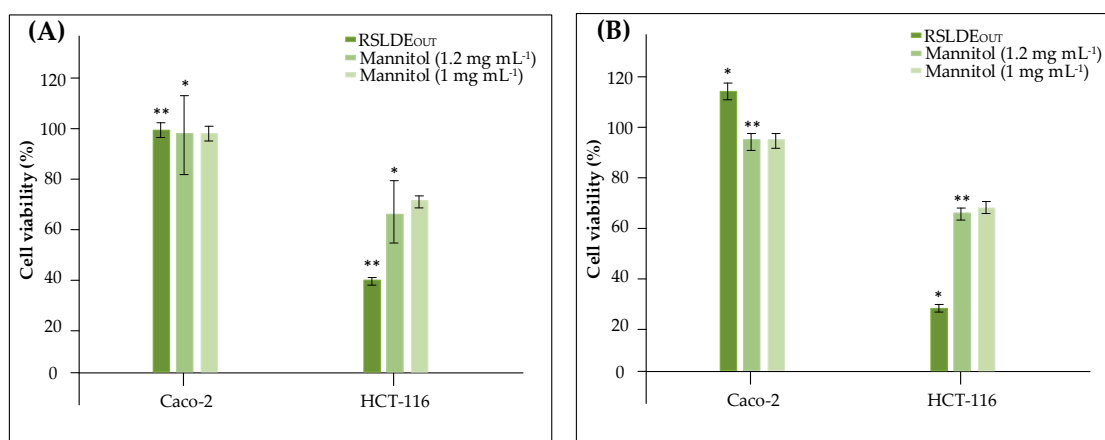 (A)
RSLDEOUT
Mannitol (1.2 mg mL-1)
Mannitol (1 mg mL-1)
Cell viability (%)
120
100
80
60
40
20
0
** *
** *
Caco-2 HCT-116
(B)
RSLDEOUT
Mannitol (1.2 mg mL-1)
Mannitol (1 mg mL-1)
Cell viability (%)
120
100
80
60
40
20
0
* **
* **
Caco-2 HCT-116